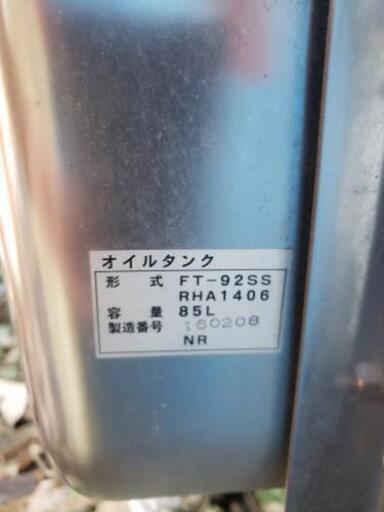 オイルタンク
形式 FT-92SS
RHA1406
容量 85L
製造番号 160208
NR